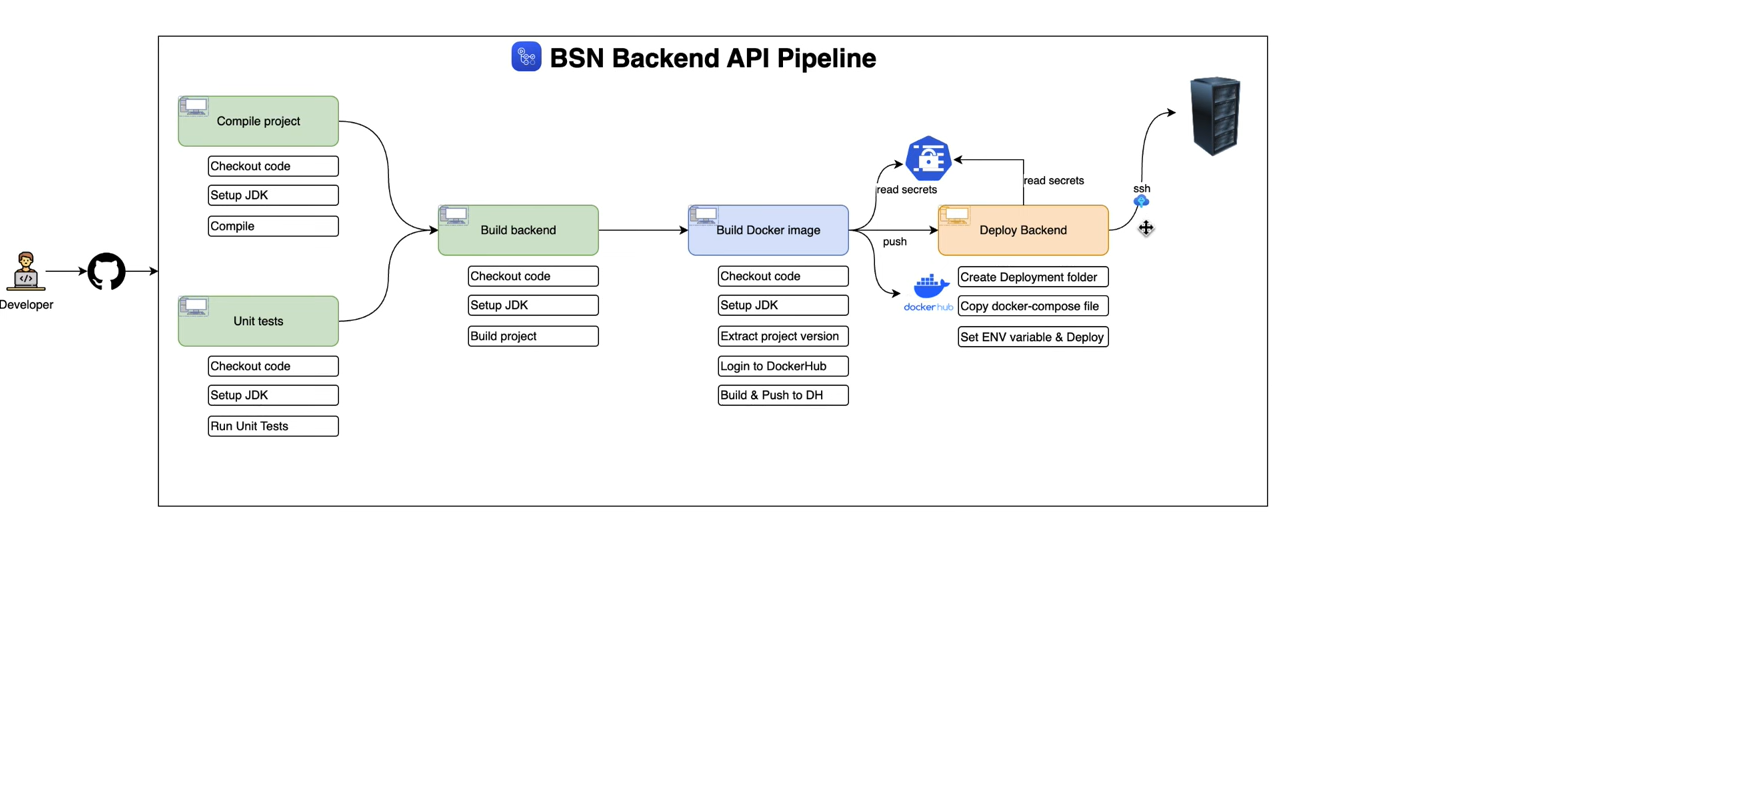 BSN Backend API Pipeline
Compile project
Checkout code
Setup JDK
Compile
Developer
Unit tests
Checkout code
Setup JDK
Run Unit Tests
Build backend
Checkout code
Setup JDK
Build project
Build Docker image
Checkout code
Setup JDK
Extract project version
Login to DockerHub
Build & Push to DH
read secrets
push
dockerhub
read secrets
Deploy Backend
Create Deployment folder
Copy docker-compose file
Set ENV variable & Deploy
ssh